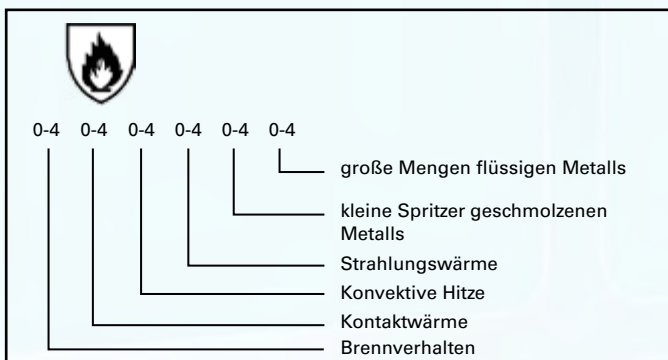 0-4 0-4 0-4 0-4 0-4 0-4
große Mengen flüssigen Metalls
kleine Spritzer geschmolzenen
Metalls
Strahlungswärme
Konvektive Hitze
Kontaktwärme
Brennverhalten